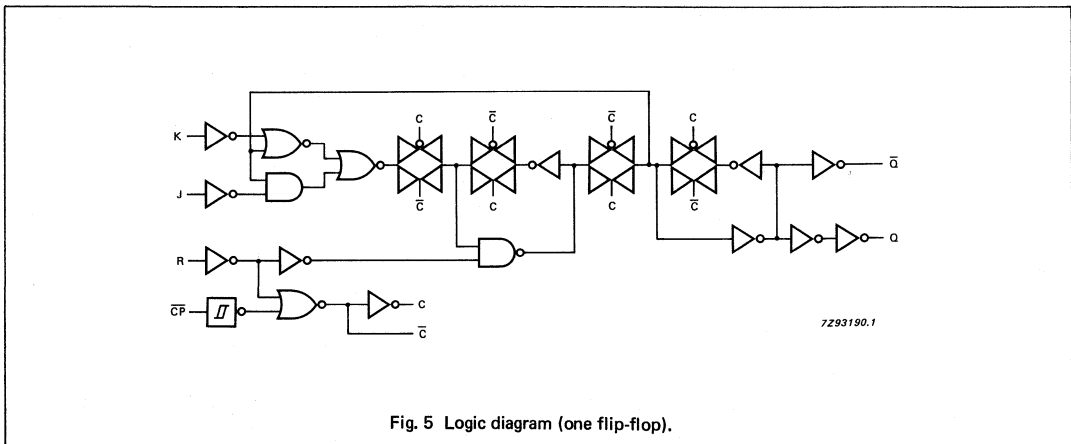 C
C̅
C̅
C
K
Q̅
J
C̅
C
C
C̅
Q
R
C̅P̅
C
C̅
7Z93190.1
Fig. 5 Logic diagram (one flip-flop).